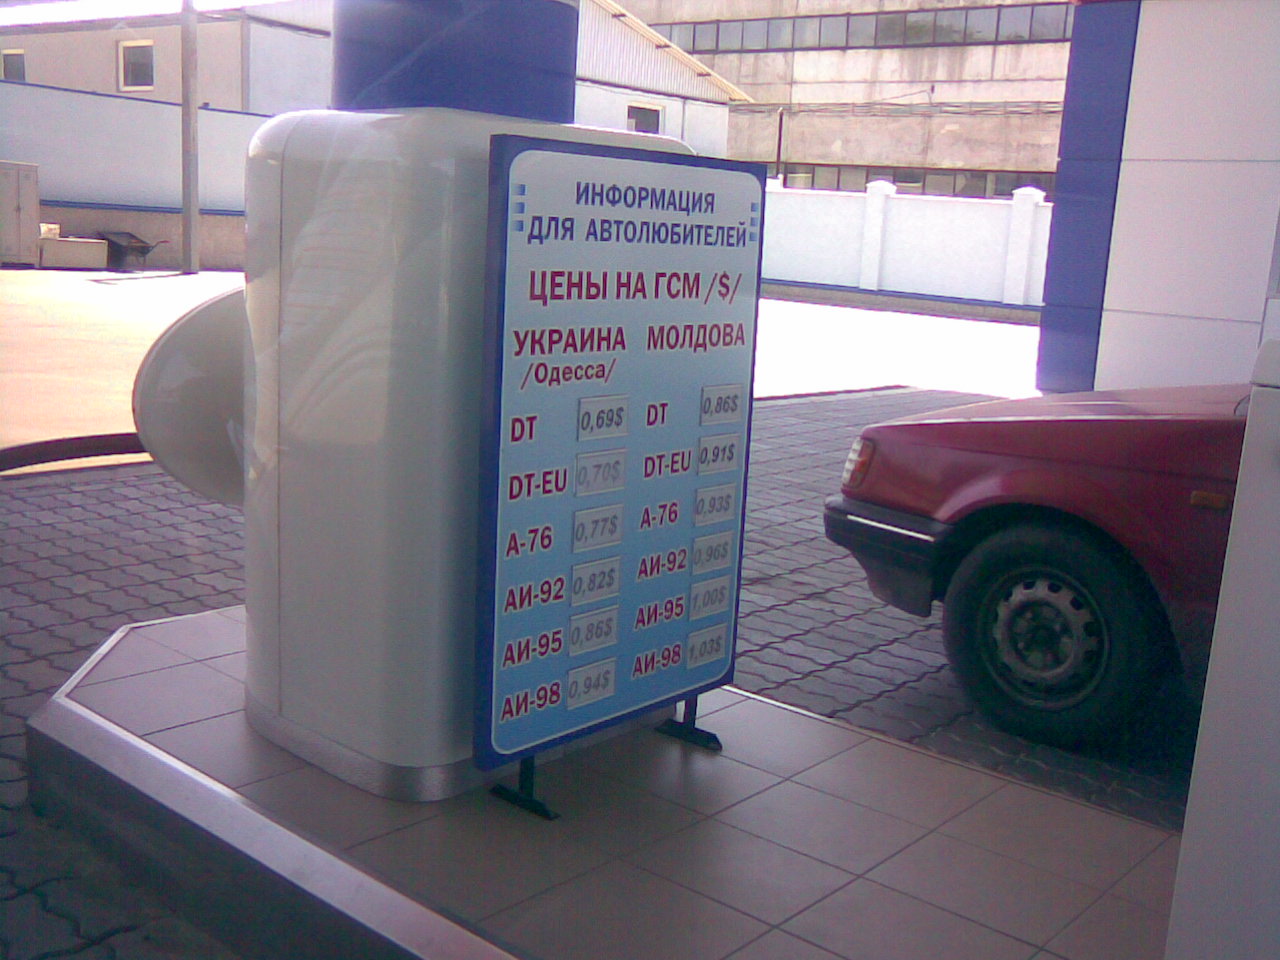 ИНФОРМАЦИЯ
ДЛЯ АВТОЛЮБИТЕЛЕЙ
ЦЕНЫ НА ГСМ /$/
УКРАИНА МОЛДОВА
/Одесса/
DT 0,69$ DT 0,86$
DT-EU 0,70$ DT-EU 0,91$
А-76 0,77$ А-76 0,93$
АИ-92 0,82$ АИ-92 0,96$
АИ-95 0,86$ АИ-95 1,00$
АИ-98 0,94$ АИ-98 1,03$